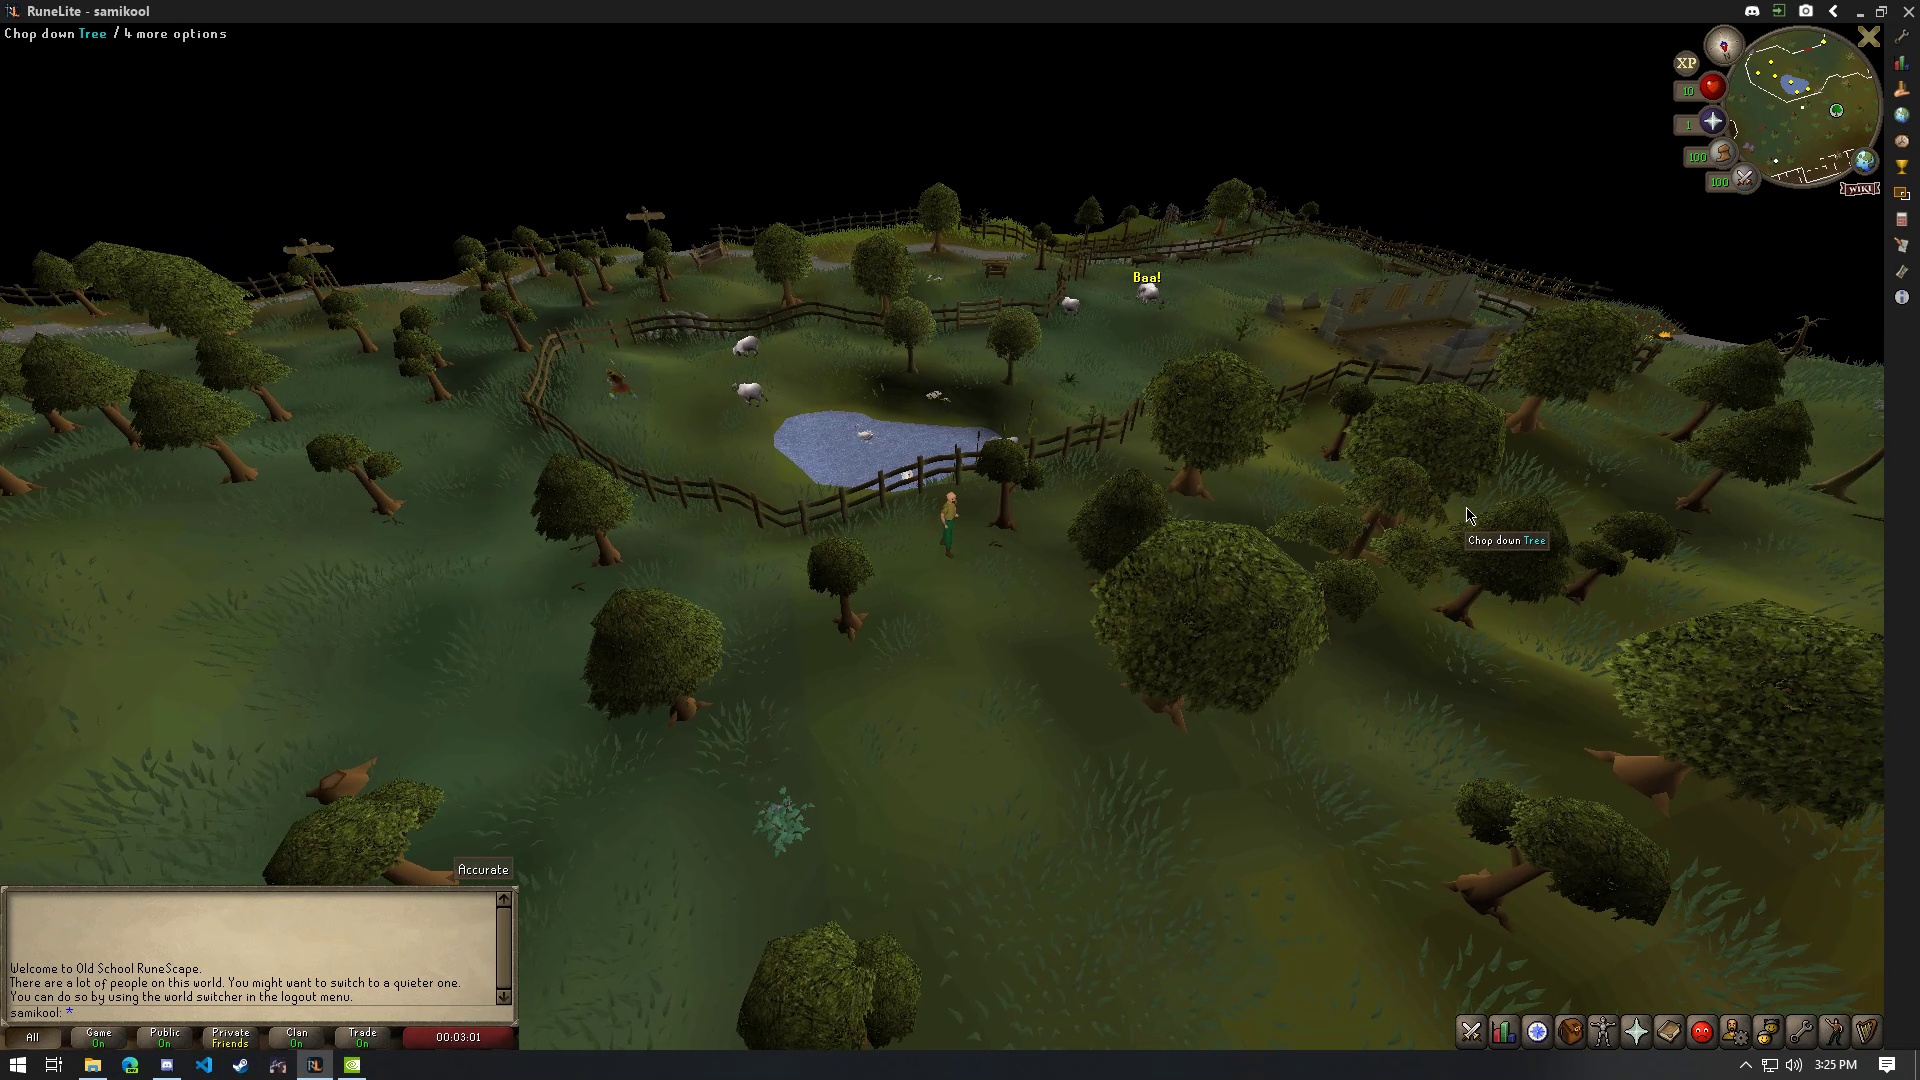 RuneLite - samikool
Chop down Tree / 4 more options
XP
10
1
100
100
WIKI
Baa!
Chop down Tree
Accurate
Welcome to Old School RuneScape.
There are a lot of people on this world. You might want to switch to a quieter one.
You can do so by using the world switcher in the logout menu.
samikool: *
All
Game
On
Public
On
Private
Friends
Clan
On
Trade
On
00:03:01
3:25 PM